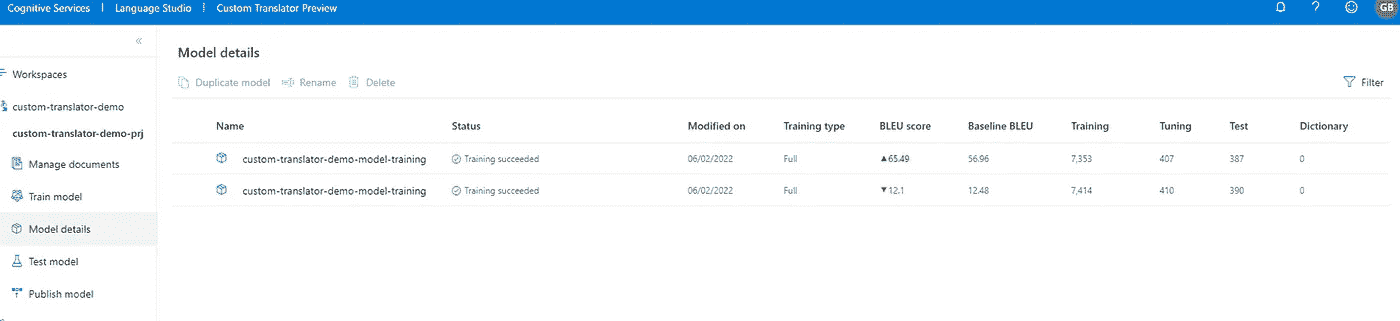 Cognitive Services | Language Studio | Custom Translator Preview ? GB
«
Model details
Workspaces
Duplicate model Rename Delete Filter
custom-translator-demo
custom-translator-demo-prj
Name Status Modified on Training type BLEU score Baseline BLEU Training Tuning Test Dictionary
Manage documents
custom-translator-demo-model-training Training succeeded 06/02/2022 Full ▲65.49 56.96 7,353 407 387 0
Train model
custom-translator-demo-model-training Training succeeded 06/02/2022 Full ▼12.1 12.48 7,414 410 390 0
Model details
Test model
Publish model